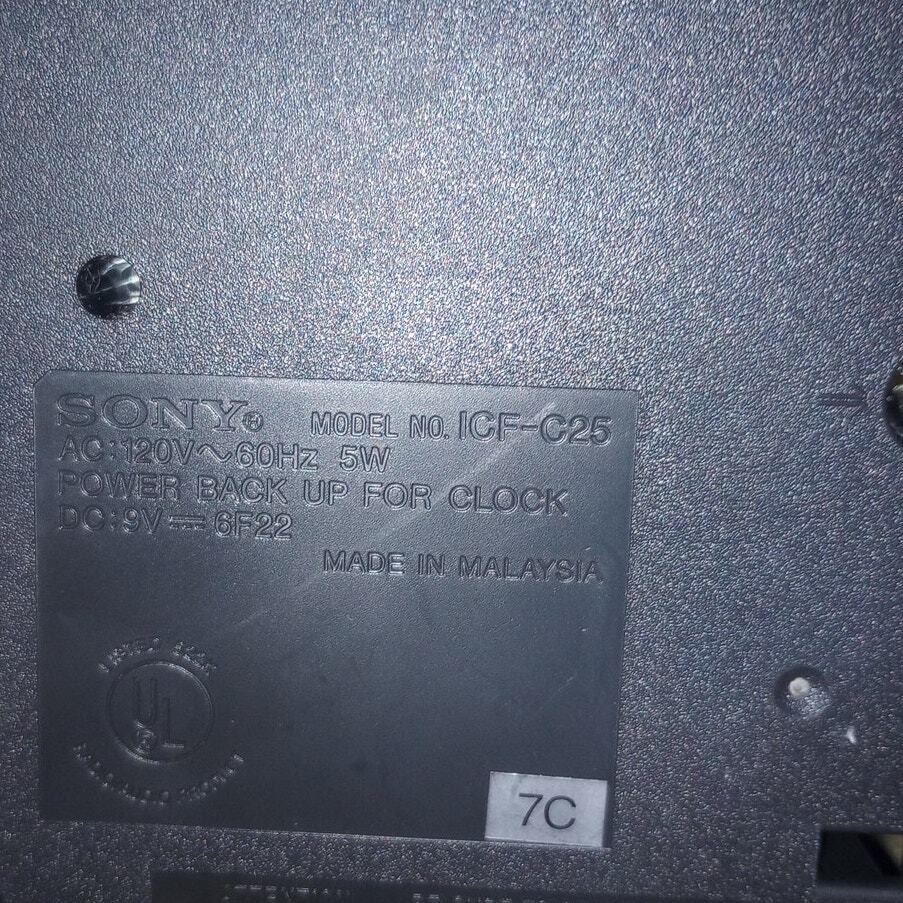 SONY® MODEL NO. ICF-C25
AC:120V～60Hz 5W
POWER BACK UP FOR CLOCK
DC:9V⎓6F22
MADE IN MALAYSIA
UL
®
7C